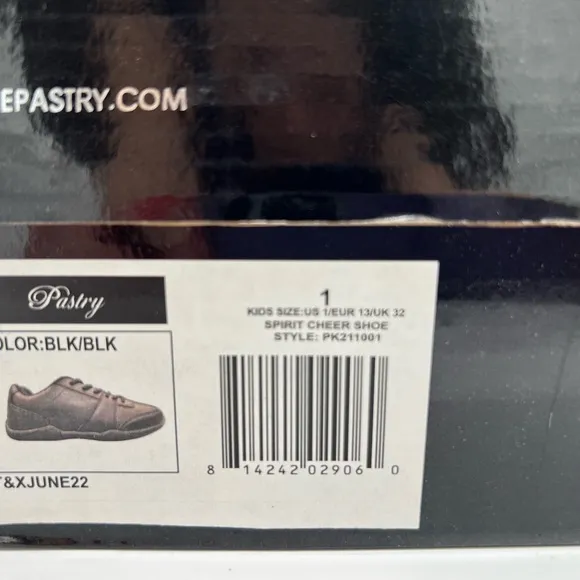 EPASTRY.COM
Pastry
OLOR:BLK/BLK
&XJUNE22
1
KIDS SIZE:US 1/EUR 13/UK 32
SPIRIT CHEER SHOE
STYLE: PK211001
8 14242 02906 0